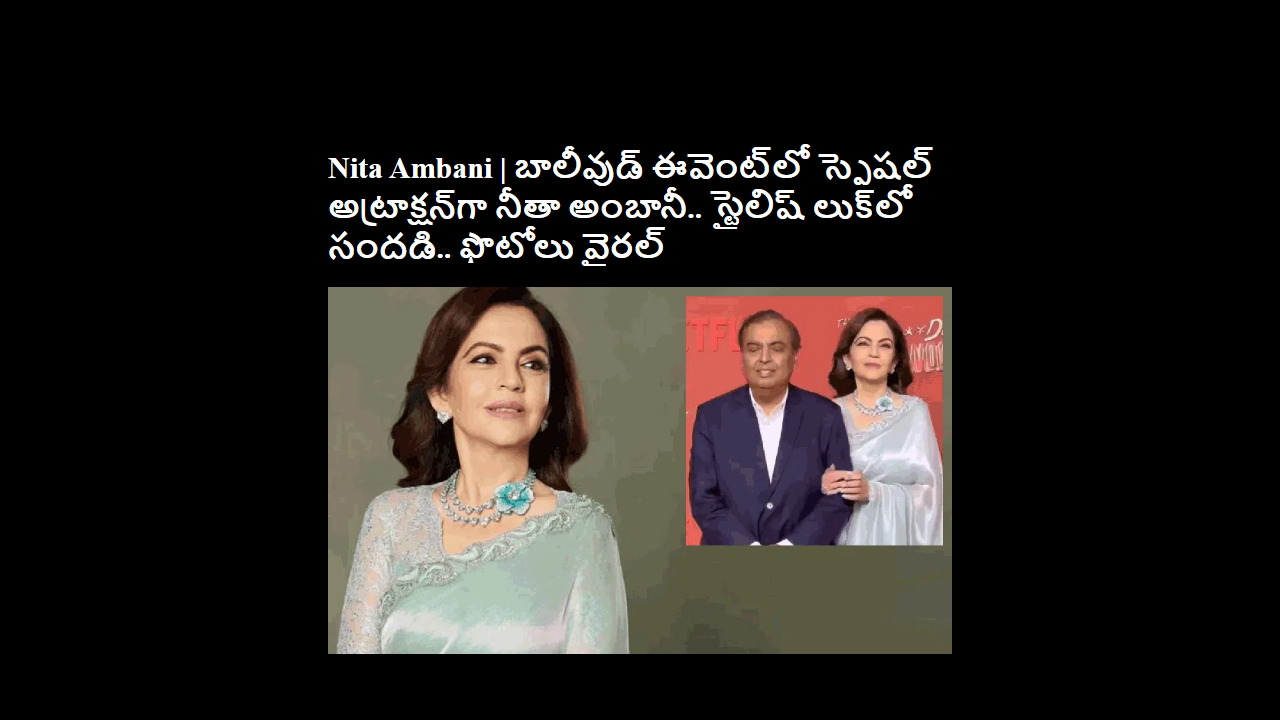 Nita Ambani | బాలీవుడ్ ఈవెంట్‌లో స్పెషల్
అట్రాక్షన్‌గా నీతా అంబానీ.. స్టైలిష్ లుక్‌లో
సందడి.. ఫొటోలు వైరల్